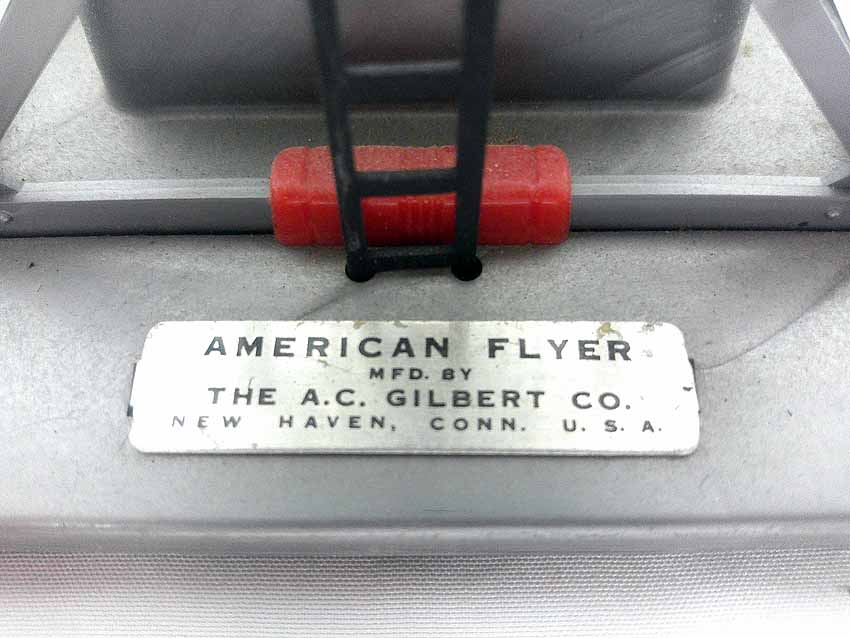 AMERICAN FLYER
MFD. BY
THE A.C. GILBERT CO.
NEW HAVEN, CONN. U. S. A.